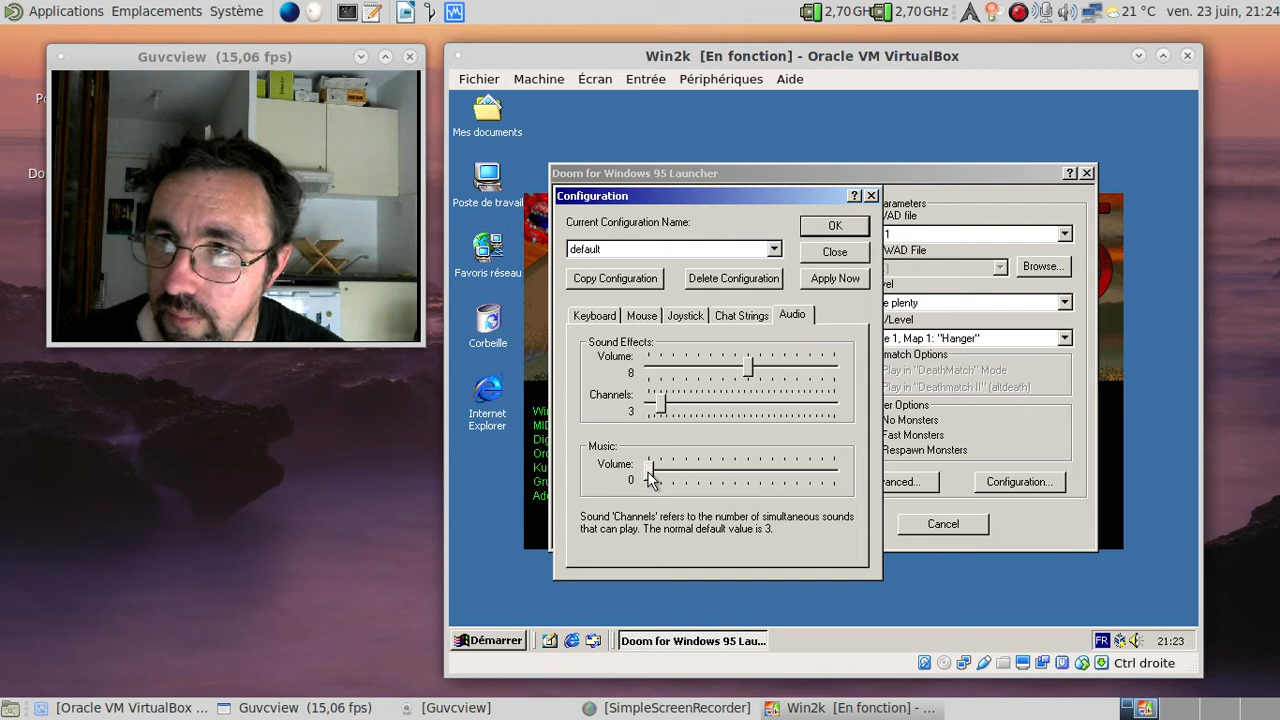 Applications Emplacements Système
2,70 GHz
2,70 GHz
21 °C
ven. 23 juin, 21:24
Guvcview (15,06 fps)
Win2k [En fonction] - Oracle VM VirtualBox
Fichier Machine Écran Entrée Périphériques Aide
Mes documents
Poste de travail
Favoris réseau
Corbeille
Internet
Explorer
Doom for Windows 95 Launcher
Configuration
Current Configuration Name:
default
OK
Close
Copy Configuration
Delete Configuration
Apply Now
Keyboard
Mouse
Joystick
Chat Strings
Audio
Sound Effects:
Volume:
8
Channels:
3
Music:
Volume:
0
Sound 'Channels' refers to the number of simultaneous sounds
that can play. The normal default value is 3.
arameters
/AD file
1
WAD File
Browse...
vel
e plenty
/Level
e 1, Map 1: "Hanger"
match Options
Play in "DeathMatch" Mode
Play in "Deathmatch II" (altdeath)
er Options
No Monsters
Fast Monsters
Respawn Monsters
anced...
Configuration...
Cancel
Démarrer
Doom for Windows 95 Lau...
FR
21:23
Ctrl droite
[Oracle VM VirtualBox ...
Guvcview (15,06 fps)
[Guvcview]
[SimpleScreenRecorder]
Win2k [En fonction] - ...